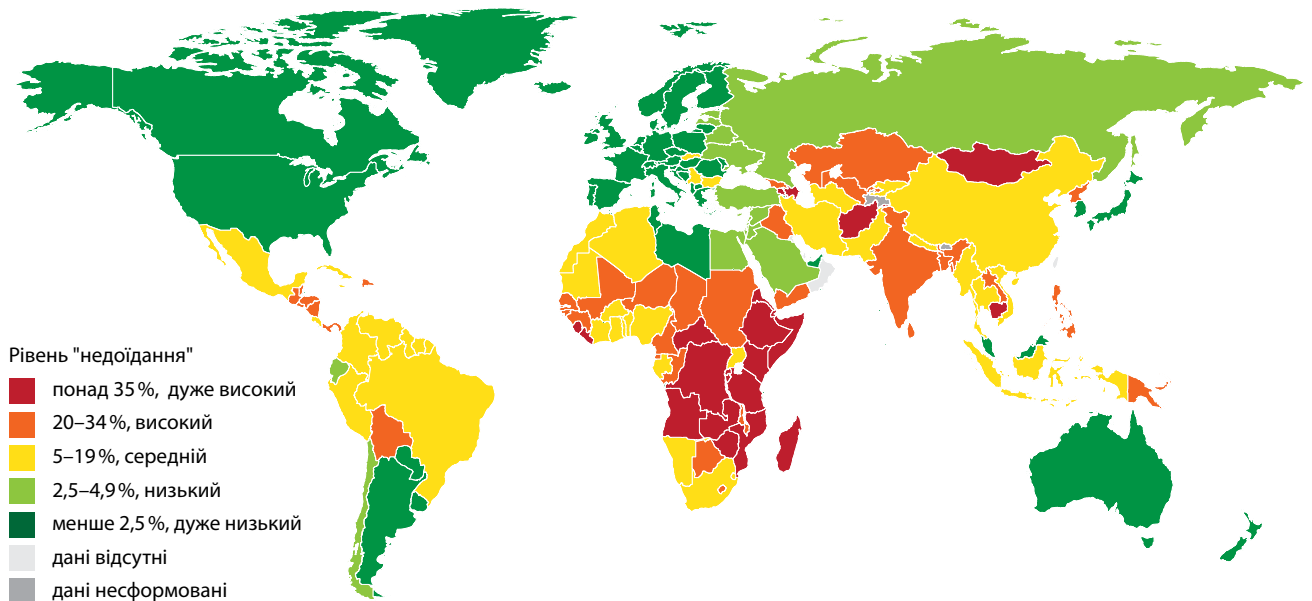 Рівень "недоїдання"
понад 35 %, дуже високий
20–34 %, високий
5–19 %, середній
2,5–4,9 %, низький
менше 2,5 %, дуже низький
дані відсутні
дані несформовані